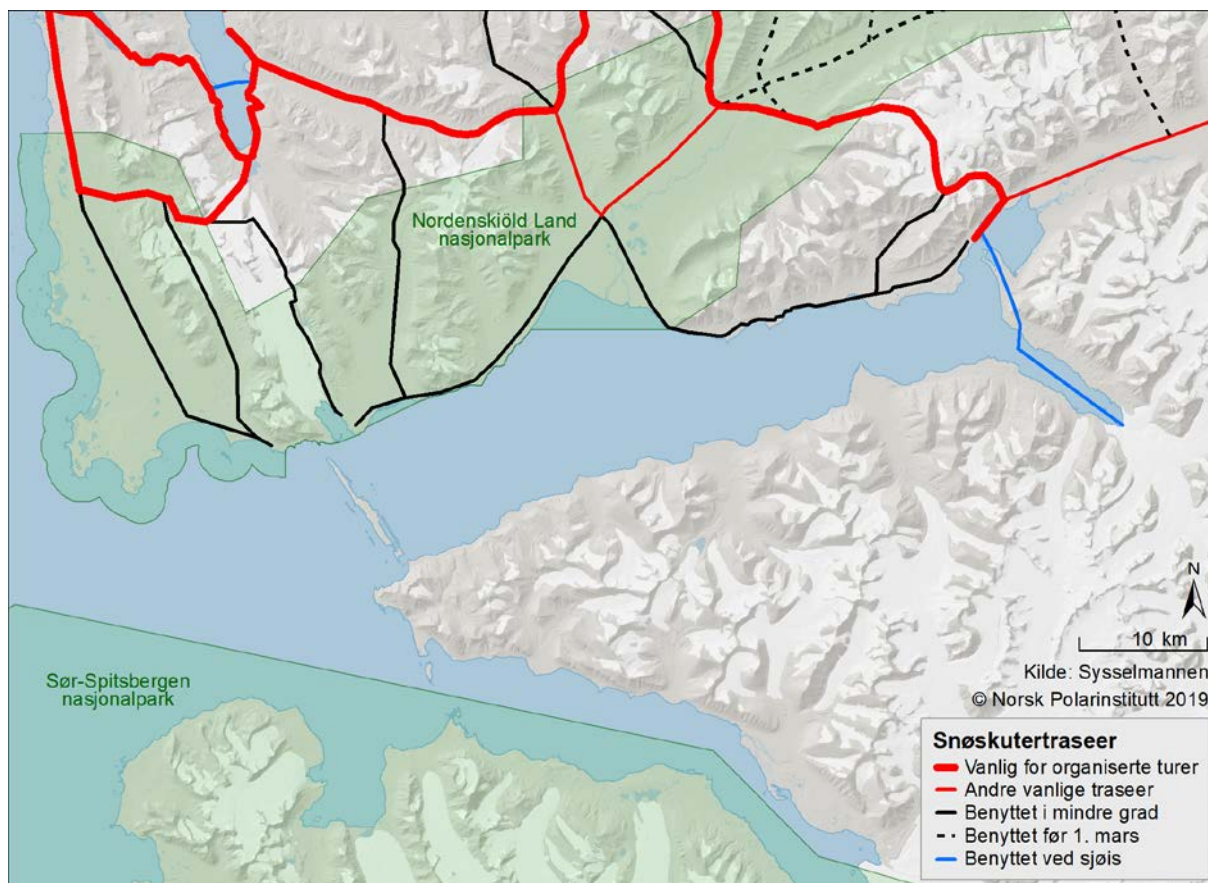 Nordenskiöld Land
nasjonalpark
Sør-Spitsbergen
nasjonalpark
N
10 km
Kilde: Sysselmannen
© Norsk Polarinstitutt 2019
Snøskutertraseer
Vanlig for organiserte turer
Andre vanlige traseer
Benyttet i mindre grad
Benyttet før 1. mars
Benyttet ved sjøis